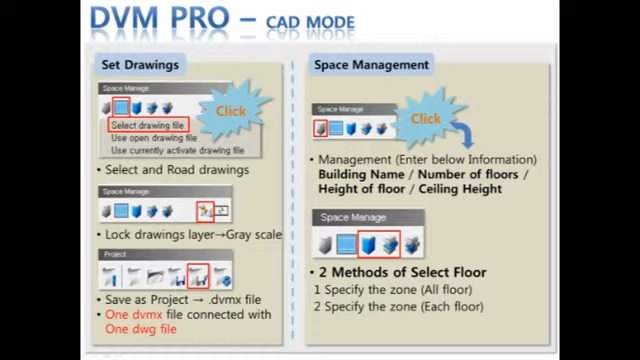 DVM PRO – CAD MODE
Set Drawings
Space Manage
Click
Select drawing file
Use open drawing file
Use currently activate drawing file
• Select and Road drawings
Space Manage
• Lock drawings layer→Gray scale
Project
• Save as Project → .dvmx file
• One dvmx file connected with
One dwg file
Space Management
Space Manage
Click
• Management (Enter below Information)
Building Name / Number of floors /
Height of floor / Ceiling Height
Space Manage
• 2 Methods of Select Floor
1 Specify the zone (All floor)
2 Specify the zone (Each floor)